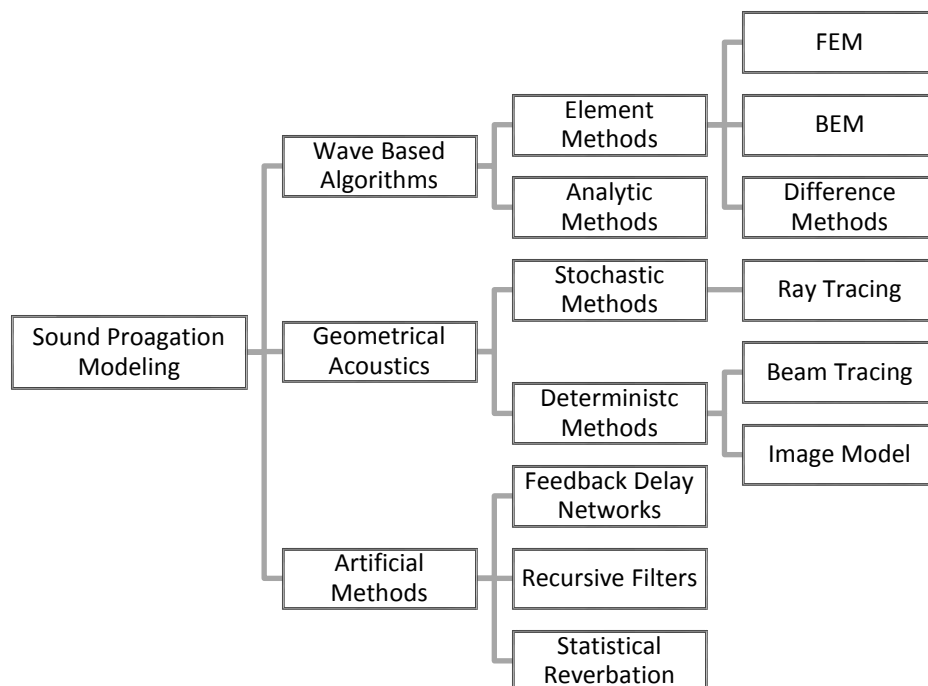 Sound Proagation
Modeling
Wave Based
Algorithms
Element
Methods
FEM
BEM
Difference
Methods
Analytic
Methods
Geometrical
Acoustics
Stochastic
Methods
Ray Tracing
Deterministc
Methods
Beam Tracing
Image Model
Artificial
Methods
Feedback Delay
Networks
Recursive Filters
Statistical
Reverbation